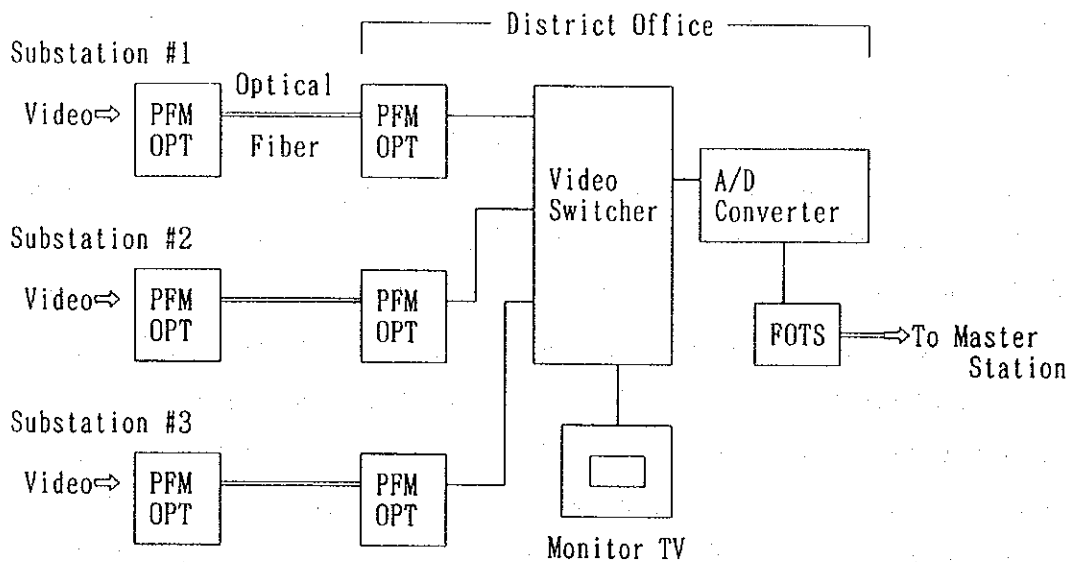 District Office
Substation #1
Video⇨
PFM
OPT
Optical
Fiber
PFM
OPT
Video
Switcher
A/D
Converter
Substation #2
Video⇨
PFM
OPT
PFM
OPT
FOTS
To Master
Station
Substation #3
Video⇨
PFM
OPT
PFM
OPT
Monitor TV